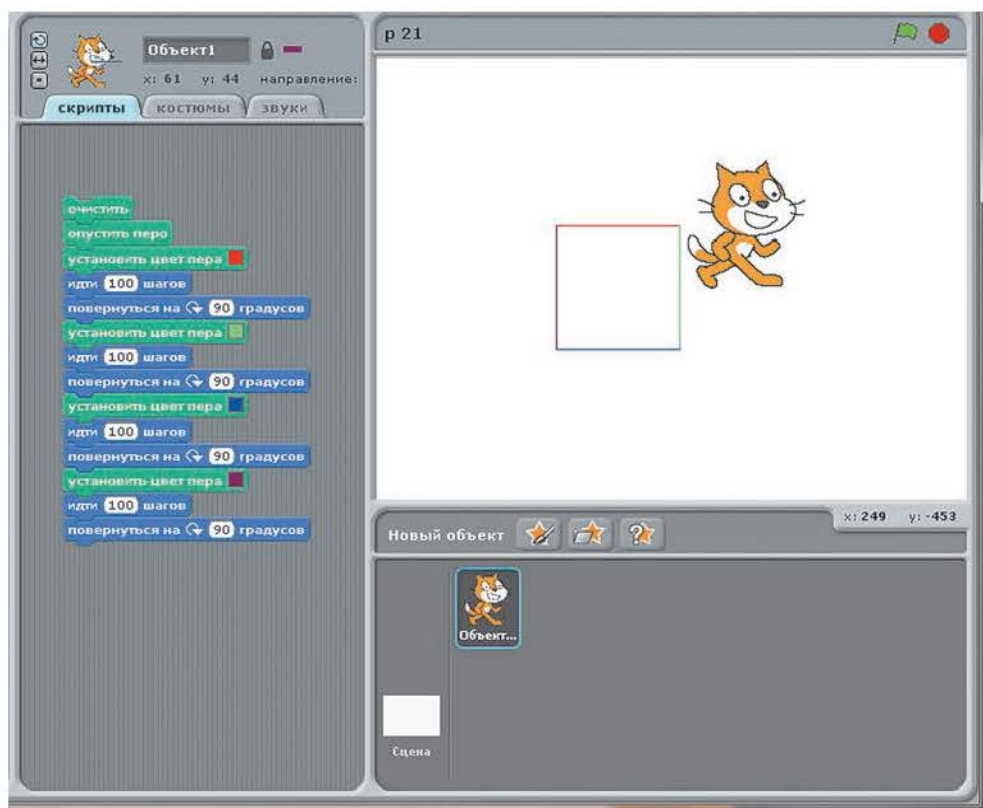 Объект1
x: 61 y: 44 направление:
скрипты костюмы звуки
очистить
опустить перо
установить цвет пера
идти 100 шагов
повернуться на 90 градусов
установить цвет пера
идти 100 шагов
повернуться на 90 градусов
установить цвет пера
идти 100 шагов
повернуться на 90 градусов
установить цвет пера
идти 100 шагов
повернуться на 90 градусов
p 21
x: 249 y: -453
Новый объект
Объект...
Сцена